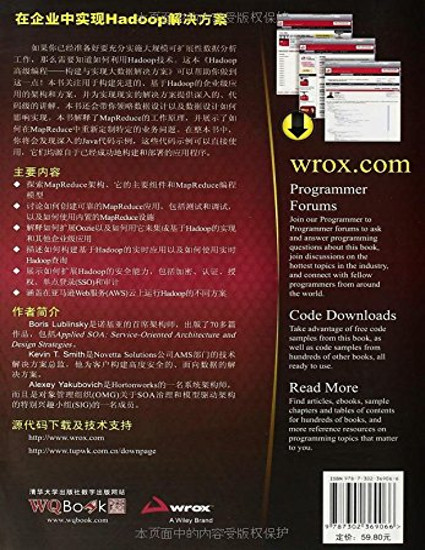 本页面中的内容受版权保护
在企业中实现Hadoop解决方案
如果你已经准备好要充分实施大规模可扩展性数据分析
工作，那么需要知道如何利用Hadoop技术。这本《Hadoop
高级编程——构建与实现大数据解决方案》可以帮助你做到
这一点！本书关注用于构建先进的、基于Hadoop的企业级应
用的架构和方案，并为实现现实的解决方案提供深入的、代
码级的讲解。本书还会带你领略数据设计以及数据设计如何
影响实现。本书解释了MapReduce的工作原理，并展示了如
何在MapReduce中重新定制特定的业务问题。在整本书中，
你将会发现深入的Java代码示例，这些代码示例可以直接使
用，它们均源自于已经成功地构建和部署的应用程序。
主要内容
探索MapReduce架构、它的主要组件和MapReduce编程
模型
讨论如何创建可靠的MapReduce应用，包括测试和调试，
以及如何使用内置的MapReduce设施
解释如何扩展Oozie以及如何用它来集成基于Hadoop的实现
和其他企业级应用
描述如何构建基于Hadoop的实时应用以及如何使用实时
Hadoop查询
展示如何扩展Hadoop的安全能力，包括加密、认证、授
权、单点登录(SSO)和审计
涵盖在亚马逊Web服务(AWS)云上运行Hadoop的不同方案
作者简介
Boris Lublinsky是诺基亚的首席架构师，出版了70多篇
作品，包括Applied SOA: Service-Oriented Architecture and
Design Strategies。
Kevin T. Smith是Novetta Solutions公司AMS部门的技术
解决方案总监，他为客户构建高度安全的、面向数据的解
决方案。
Alexey Yakubovich是Hortonworks的一名系统架构师，
而且是对象管理组织(OMG)关于SOA治理和模型驱动架构
的特别兴趣小组(SIG)的一名成员。
源代码下载及技术支持
http://www.wrox.com
http://www.tupwk.com.cn/downpage
清华大学出版社数字出版网站
WQBook
www.wqbook.com
wrox
A Wiley Brand
wrox.com
Programmer
Forums
Join our Programmer to
Programmer forums to ask
and answer programming
questions about this book,
join discussions on the
hottest topics in the industry,
and connect with fellow
programmers from around
the world.
Code Downloads
Take advantage of free code
samples from this book, as
well as code samples from
hundreds of other books, all
ready to use.
Read More
Find articles, ebooks, sample
chapters and tables of contents
for hundreds of books, and
more reference resources on
programming topics that matter
to you.
ISBN 978-7-302-36906-6
9 787302 369066
定价：59.80元
本页面中的内容受版权保护